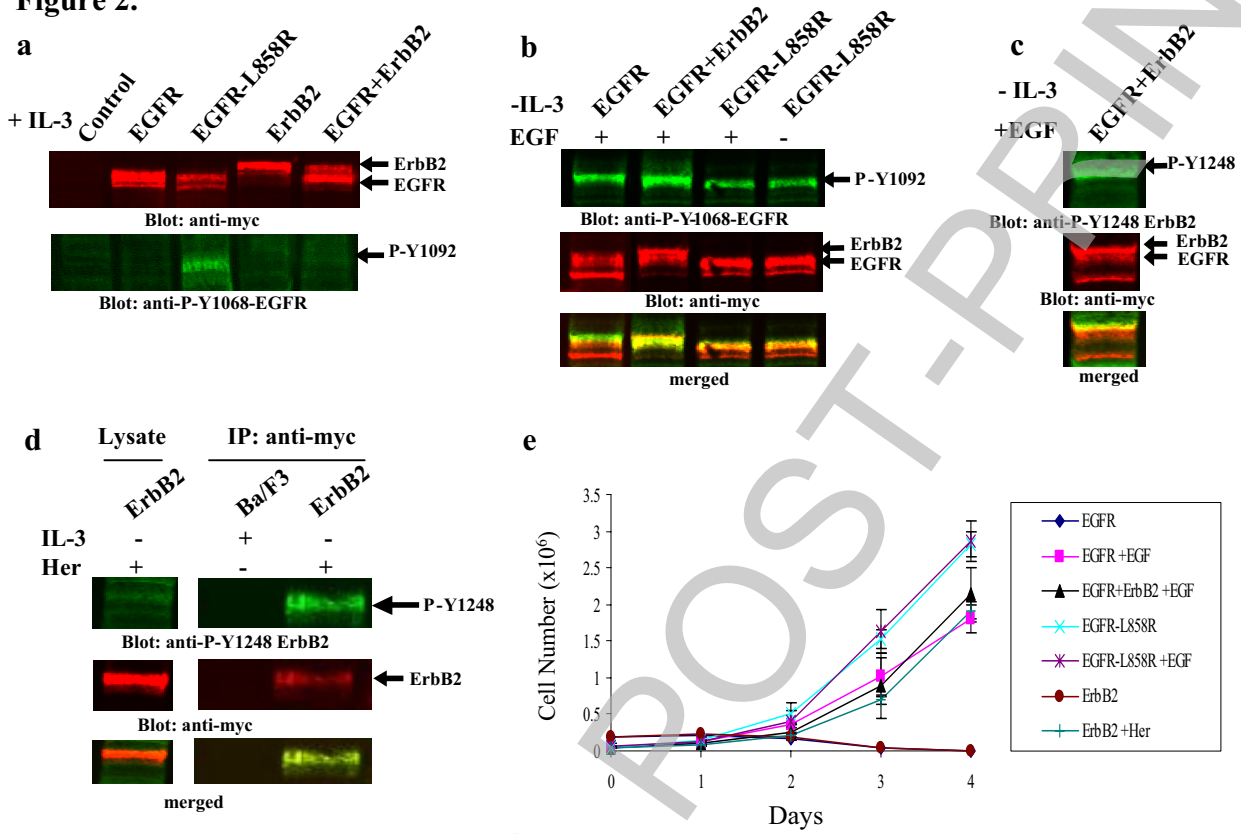 Figure 2.
a
+ IL-3
Control
EGFR
EGFR-L858R
ErbB2
EGFR+ErbB2
ErbB2
EGFR
Blot: anti-myc
P-Y1092
Blot: anti-P-Y1068-EGFR
b
-IL-3
EGF
EGFR
EGFR+ErbB2
EGFR-L858R
EGFR-L858R
+ + + -
P-Y1092
Blot: anti-P-Y-1068-EGFR
ErbB2
EGFR
Blot: anti-myc
merged
c
- IL-3
+EGF
EGFR+ErbB2
P-Y1248
Blot: anti-P-Y1248 ErbB2
ErbB2
EGFR
Blot: anti-myc
merged
d
Lysate IP: anti-myc
ErbB2
Ba/F3
ErbB2
IL-3 - + -
Her + - +
P-Y1248
Blot: anti-P-Y1248 ErbB2
ErbB2
Blot: anti-myc
merged
e
Cell Number (x10⁶)
3.5
3
2.5
2
1.5
1
0.5
0
0 1 2 3 4
Days
EGFR
EGFR +EGF
EGFR+ErbB2 +EGF
EGFR-L858R
EGFR-L858R +EGF
ErbB2
ErbB2 +Her
POST-PRIN